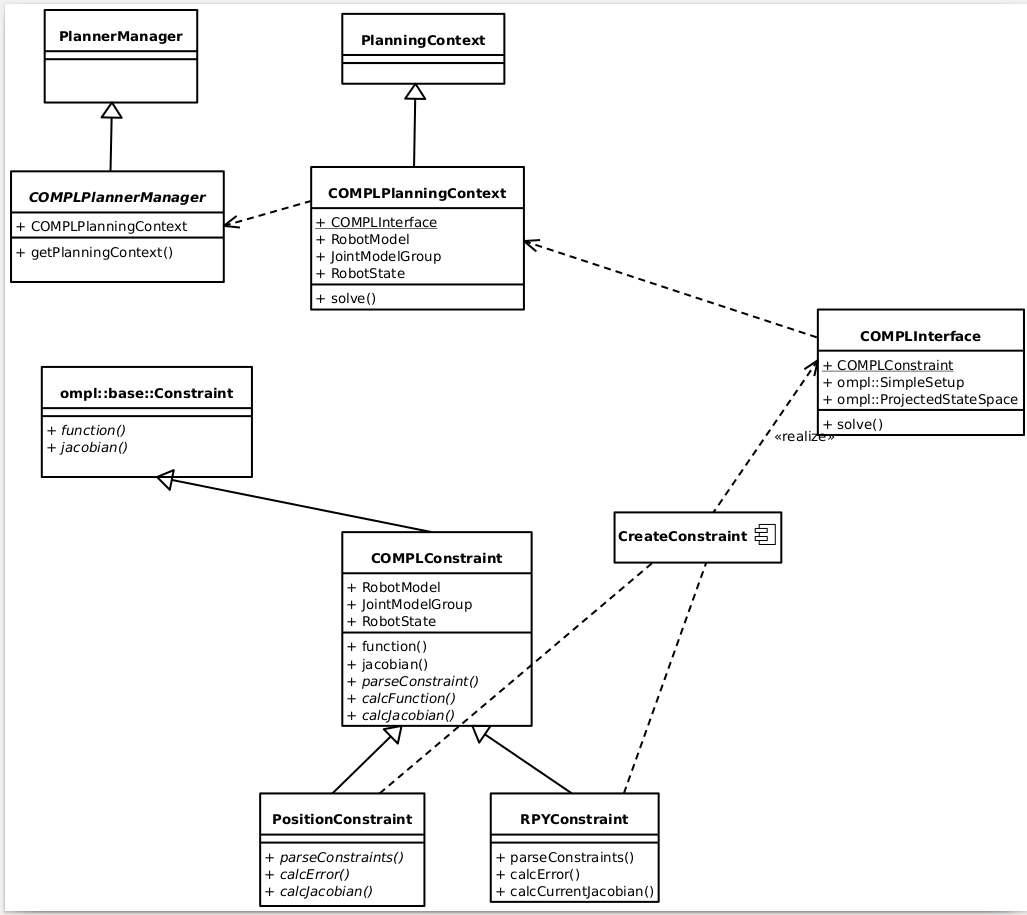 PlannerManager
PlanningContext
COMPLPlannerManager
+ COMPLPlanningContext
+ getPlanningContext()
COMPLPlanningContext
+ COMPLInterface
+ RobotModel
+ JointModelGroup
+ RobotState
+ solve()
COMPLInterface
+ COMPLConstraint
+ ompl::SimpleSetup
+ ompl::ProjectedStateSpace
+ solve()
«realize»
ompl::base::Constraint
+ function()
+ jacobian()
CreateConstraint
COMPLConstraint
+ RobotModel
+ JointModelGroup
+ RobotState
+ function()
+ jacobian()
+ parseConstraint()
+ calcFunction()
+ calcJacobian()
PositionConstraint
+ parseConstraints()
+ calcError()
+ calcJacobian()
RPYConstraint
+ parseConstraints()
+ calcError()
+ calcCurrentJacobian()